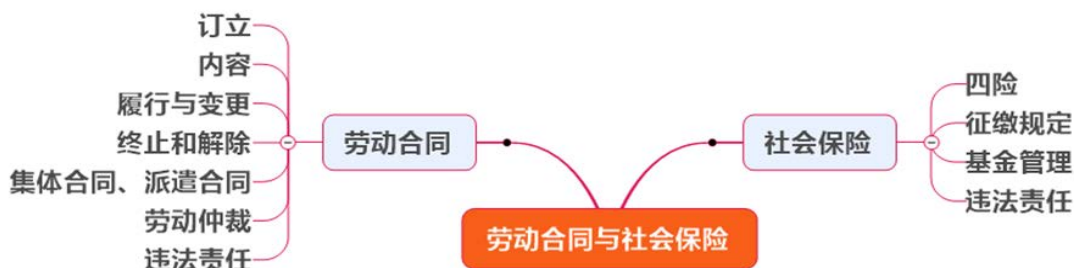 订立
内容
履行与变更
终止和解除
集体合同、派遣合同
劳动仲裁
违法责任
劳动合同
社会保险
四险
征缴规定
基金管理
违法责任
劳动合同与社会保险